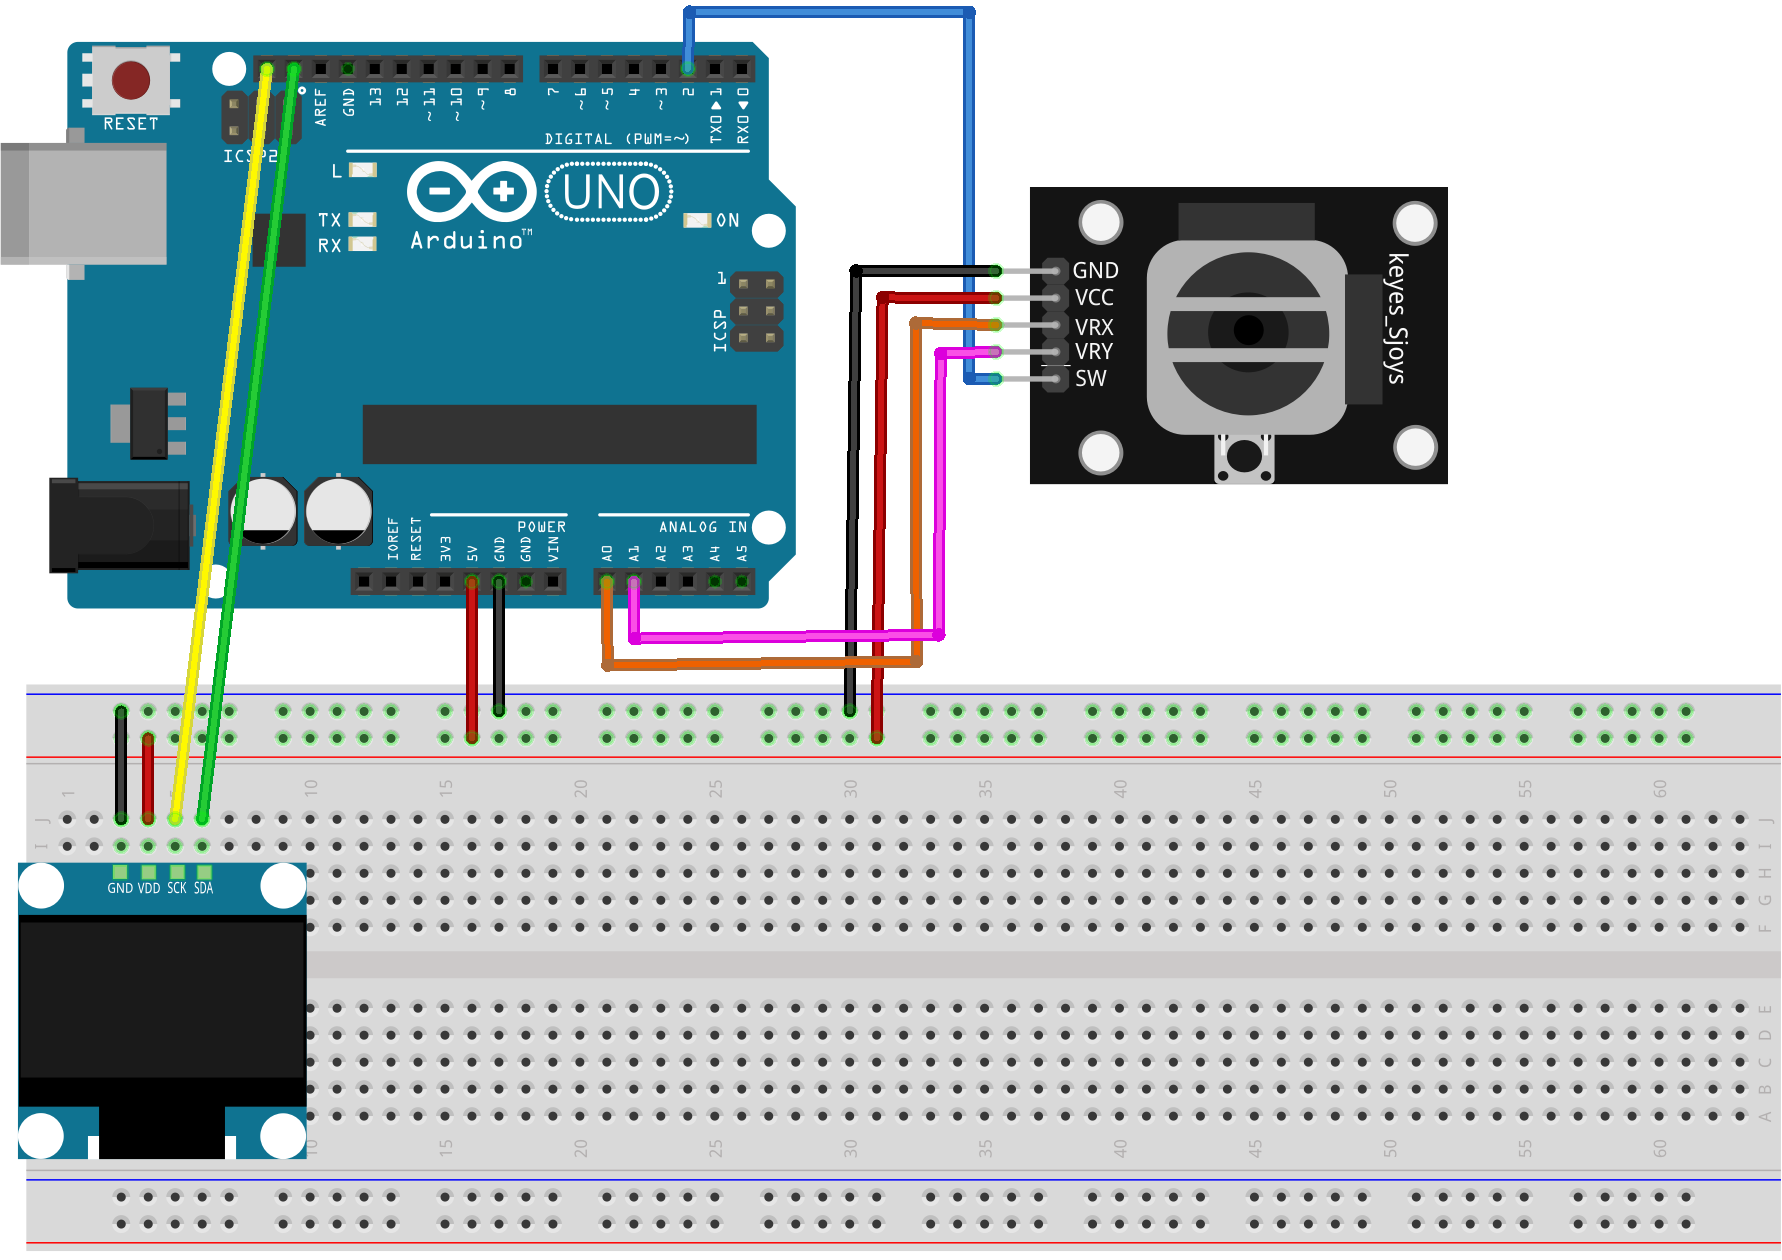 RESET
ICSP2
AREF
GND
13
12
~11
~10
~9
8
7
~6
~5
4
~3
2
TX0▶1
RX0◀0
DIGITAL (PWM=~)
L
TX
RX
Arduino™
UNO
ON
1
ICSP
IOREF
RESET
3V3
5V
GND
GND
VIN
POWER
ANALOG IN
A0
A1
A2
A3
A4
A5
GND
VCC
VRX
VRY
SW
keyes_Sjoys
1
10
15
20
25
30
35
40
45
50
55
60
J
J
I
I
GND VDD SCK SDA
H
G
F
E
D
C
B
A
10
15
20
25
30
35
40
45
50
55
60